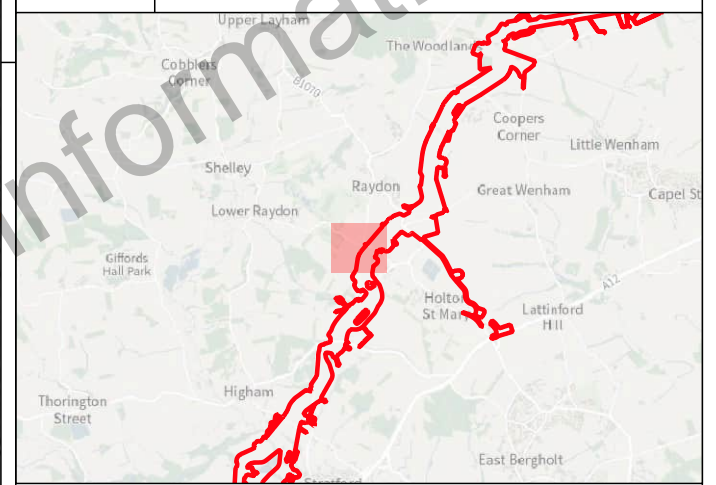 Upper Layham
The Woodland
Cobblers
Corner
B1070
Informati
Coopers
Corner
Little Wenham
Shelley
Raydon
Great Wenham
Capel St
Lower Raydon
Giffords
Hall Park
A12
Holton
St Mary
Lattinford
Hill
Higham
Thorington
Street
East Bergholt
Stratford